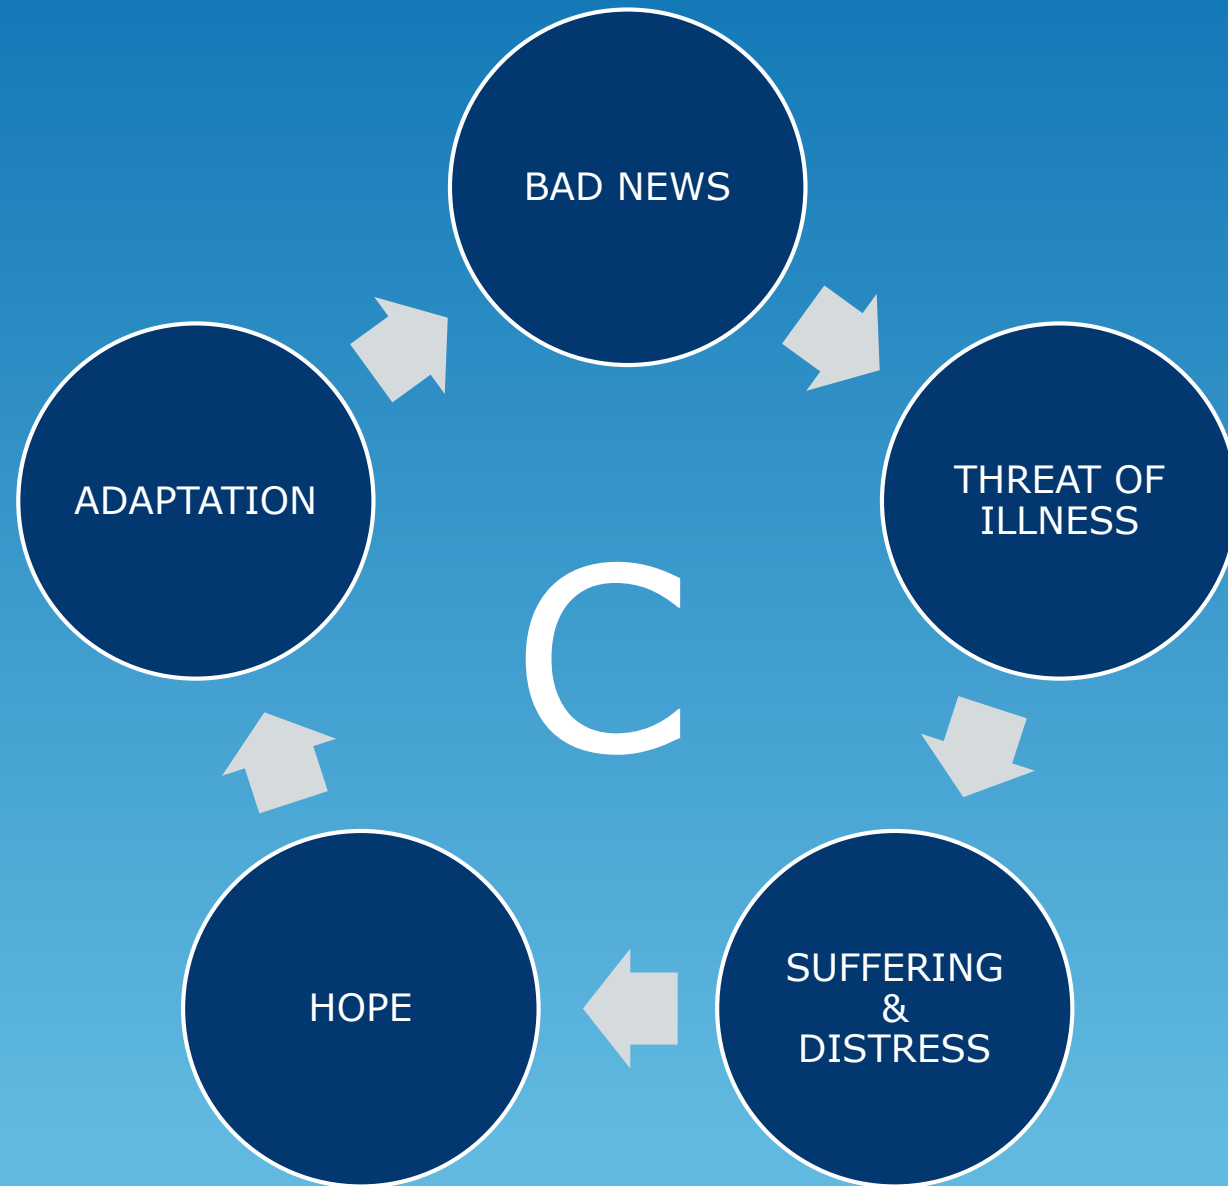 BAD NEWS
THREAT OF
ILLNESS
SUFFERING
&
DISTRESS
HOPE
ADAPTATION
C